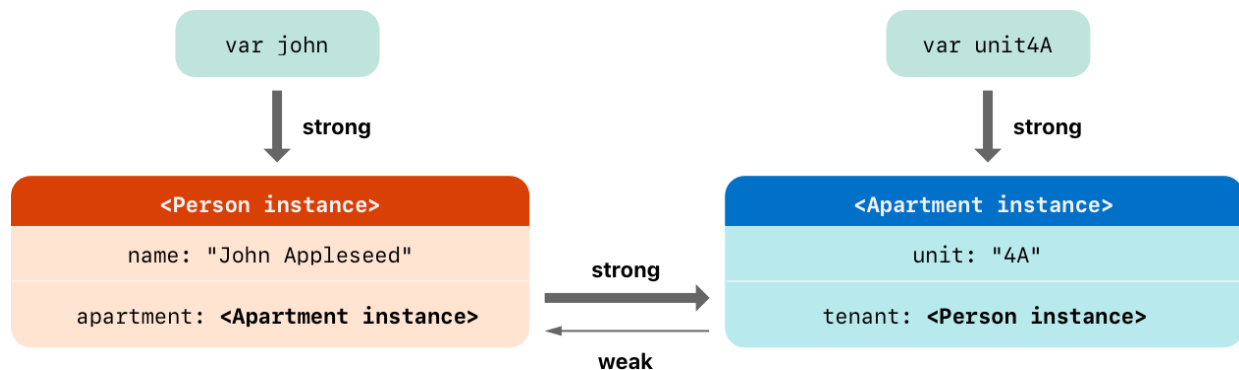 var john
var unit4A
strong
strong
<Person instance>
<Apartment instance>
name: "John Appleseed"
unit: "4A"
strong
apartment: <Apartment instance>
tenant: <Person instance>
weak